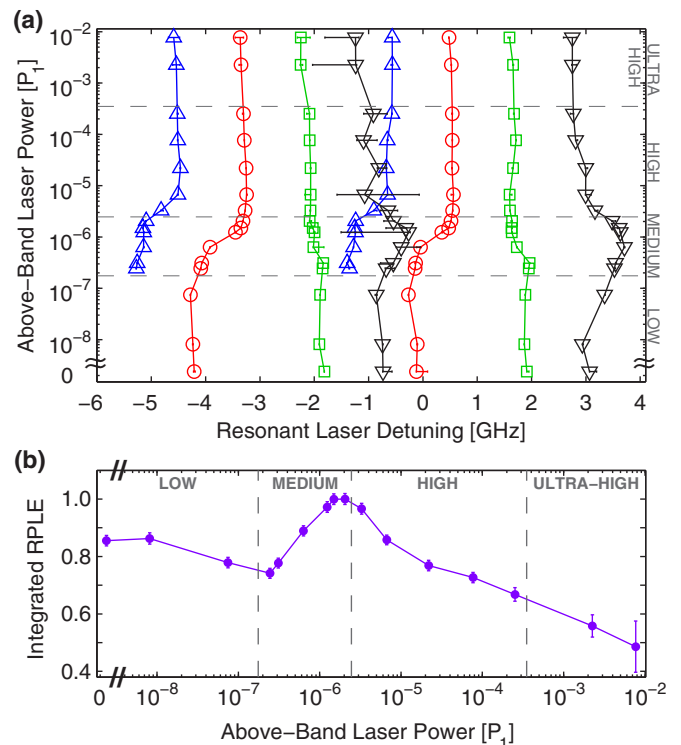 (a)
Above−Band Laser Power [P₁]
10⁻²
10⁻³
10⁻⁴
10⁻⁵
10⁻⁶
10⁻⁷
10⁻⁸
0
ULTRA
HIGH
HIGH
MEDIUM
LOW
−6 −5 −4 −3 −2 −1 0 1 2 3 4
Resonant Laser Detuning [GHz]
(b)
LOW MEDIUM HIGH ULTRA−HIGH
Integrated RPLE
1.0
0.8
0.6
0.4
0 10⁻⁸ 10⁻⁷ 10⁻⁶ 10⁻⁵ 10⁻⁴ 10⁻³ 10⁻²
Above−Band Laser Power [P₁]